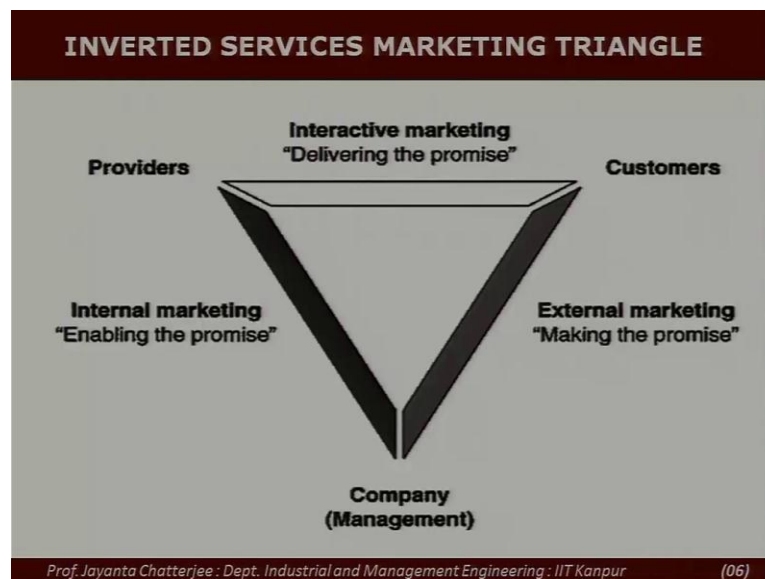 INVERTED SERVICES MARKETING TRIANGLE
Interactive marketing
“Delivering the promise”
Providers
Customers
Internal marketing
“Enabling the promise”
External marketing
“Making the promise”
Company
(Management)
Prof. Jayanta Chatterjee : Dept. Industrial and Management Engineering : IIT Kanpur (06)